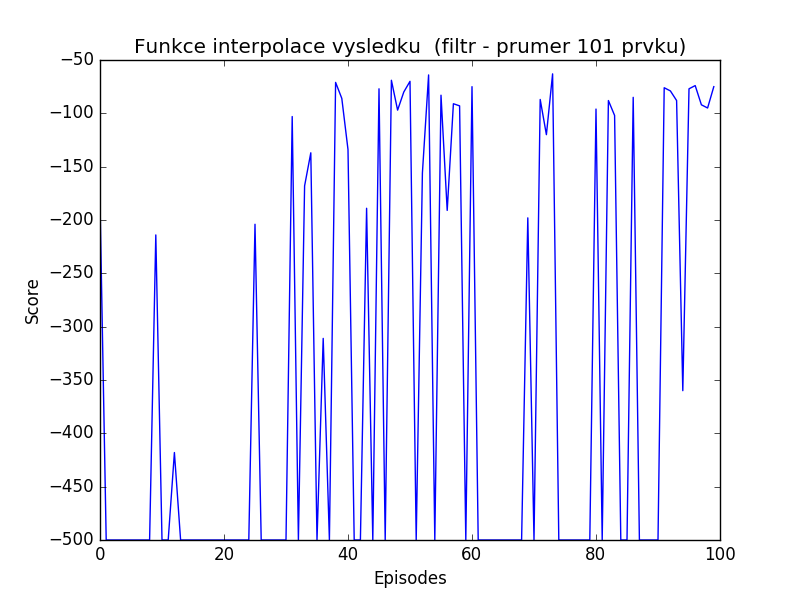 Funkce interpolace vysledku  (filtr - prumer 101 prvku)
−50
−100
−150
−200
−250
−300
−350
−400
−450
−500
Score
0 20 40 60 80 100
Episodes